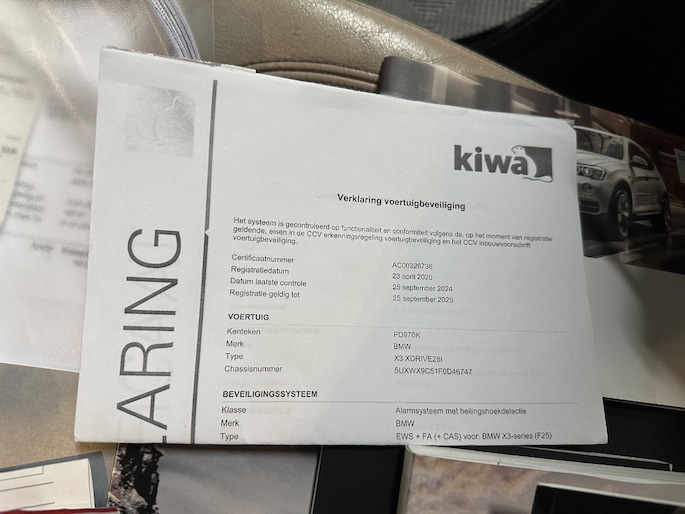 kiwa
Verklaring voertuigbeveiliging
Het systeem is gecontroleerd op functionaliteit en conformiteit volgens de, op het moment van registratie
geldende, eisen in de CCV erkenningsregeling voertuigbeveiliging en het CCV inbouwvoorschrift
voertuigbeveiliging.
Certificaatnummer AC00326736
Registratiedatum 23 april 2020
Datum laatste controle 25 september 2024
Registratie geldig tot 25 september 2025
VOERTUIG
Kenteken PD970K
Merk BMW
Type X3 XDRIVE28I
Chassisnummer 5UXWX9C51F0D46747
BEVEILIGINGSSYSTEEM
Klasse Alarmsysteem met hellingshoekdetectie
Merk BMW
Type EWS + FA (+ CAS) voor: BMW X3-series (F25)
LARING